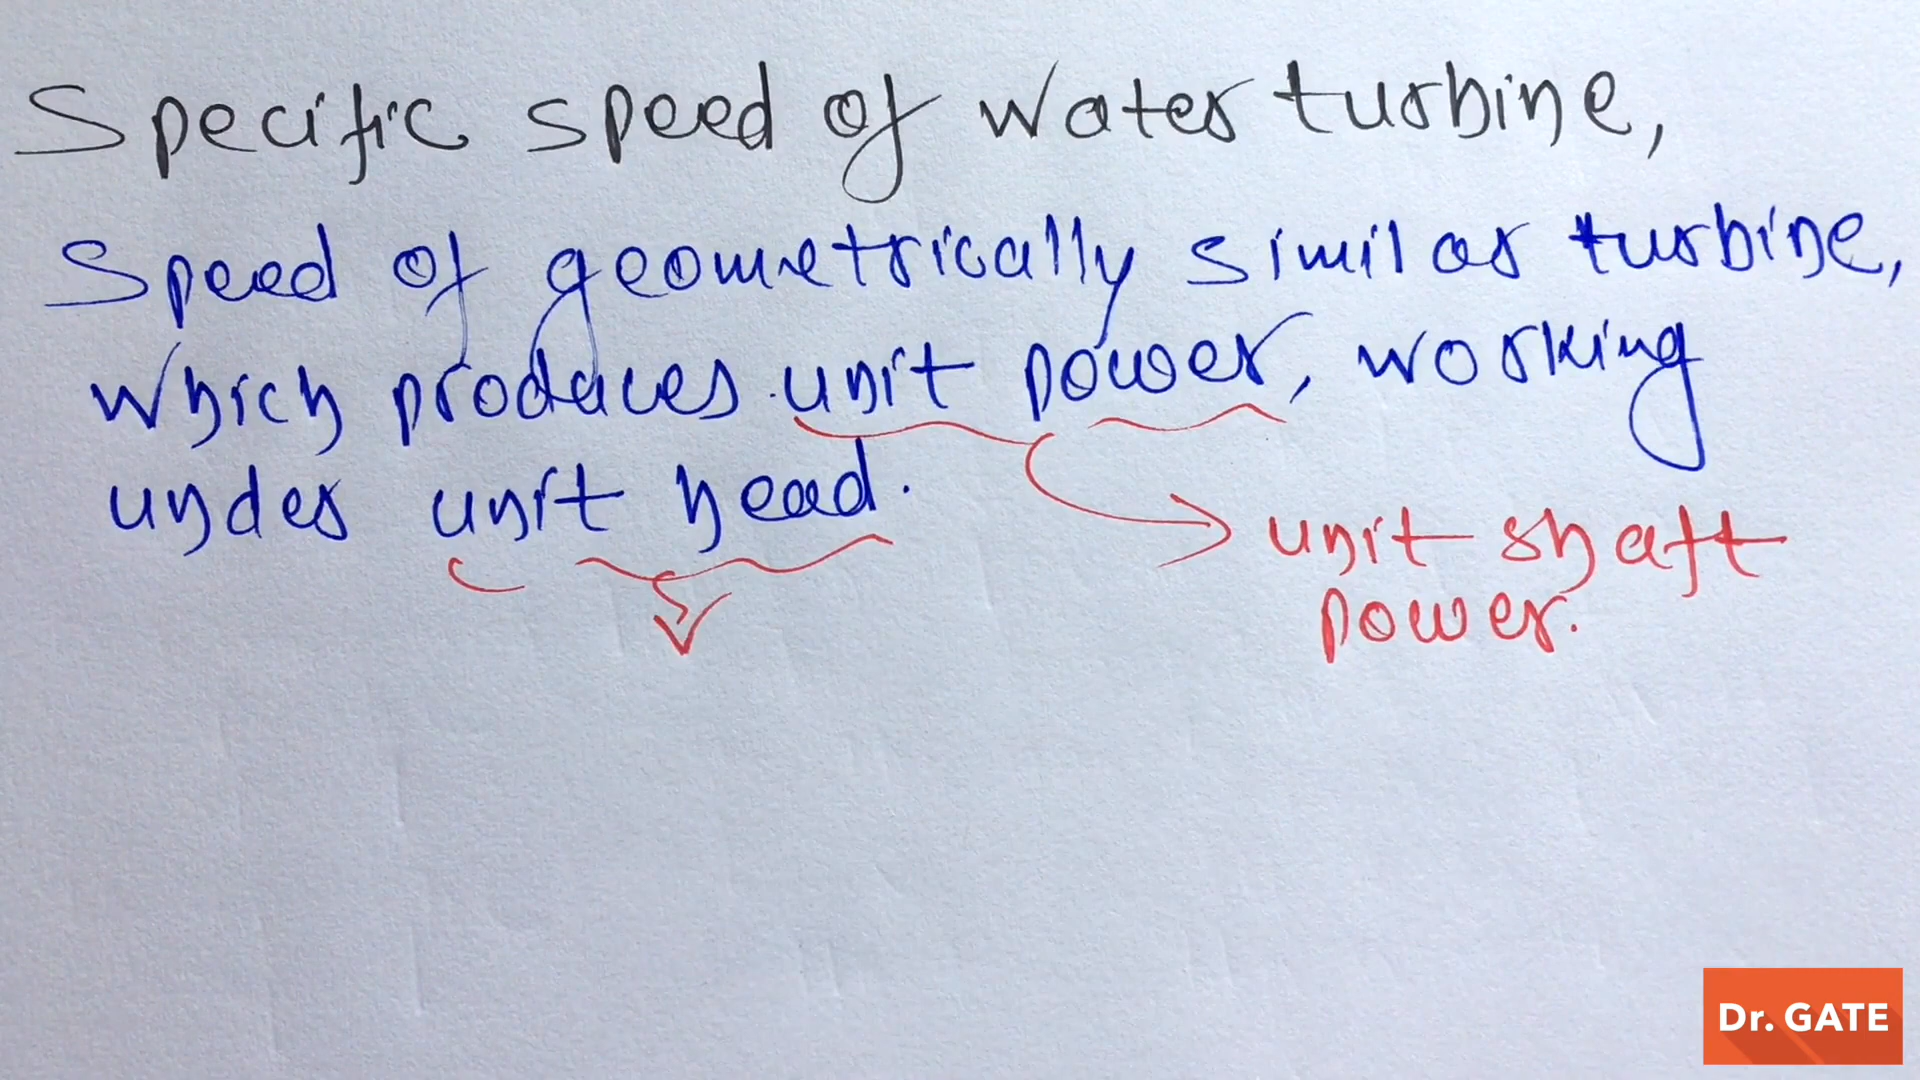 Specific speed of water turbine,
Speed of geometrically similar turbine,
which produces unit power, working
under unit head.
unit shaft
power.
Dr. GATE